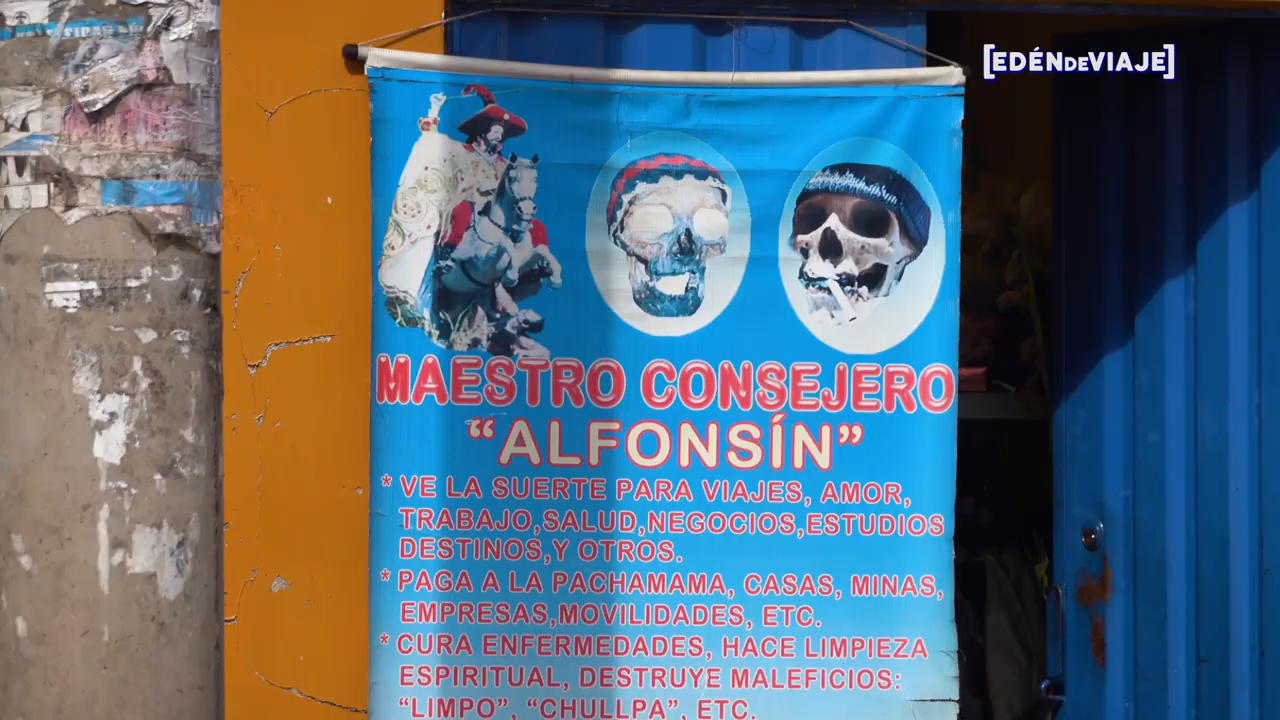 [EDÉNDEVIAJE]
MAESTRO CONSEJERO
“ALFONSÍN”
* VE LA SUERTE PARA VIAJES, AMOR,
TRABAJO,SALUD,NEGOCIOS,ESTUDIOS
DESTINOS,Y OTROS.
* PAGA A LA PACHAMAMA, CASAS, MINAS,
EMPRESAS,MOVILIDADES, ETC.
* CURA ENFERMEDADES, HACE LIMPIEZA
ESPIRITUAL, DESTRUYE MALEFICIOS:
“LIMPO”, “CHULLPA”, ETC.